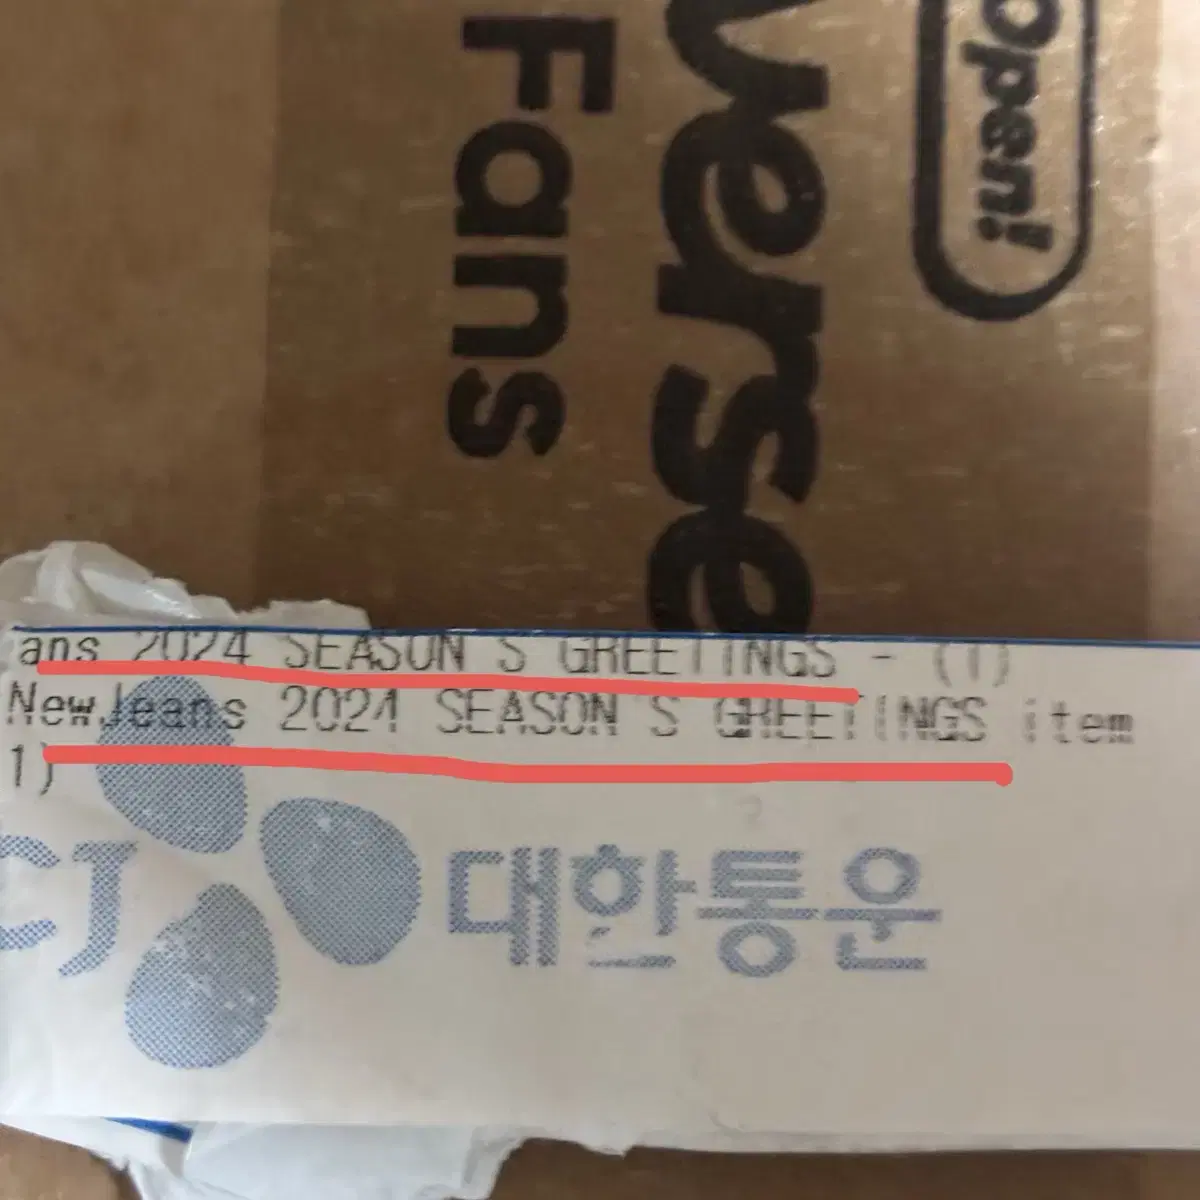 open!
verse
Fans
ans 2024 SEASON'S GREETINGS - (1)
NewJeans 2024 SEASON'S GREETINGS item
1)
CJ 대한통운